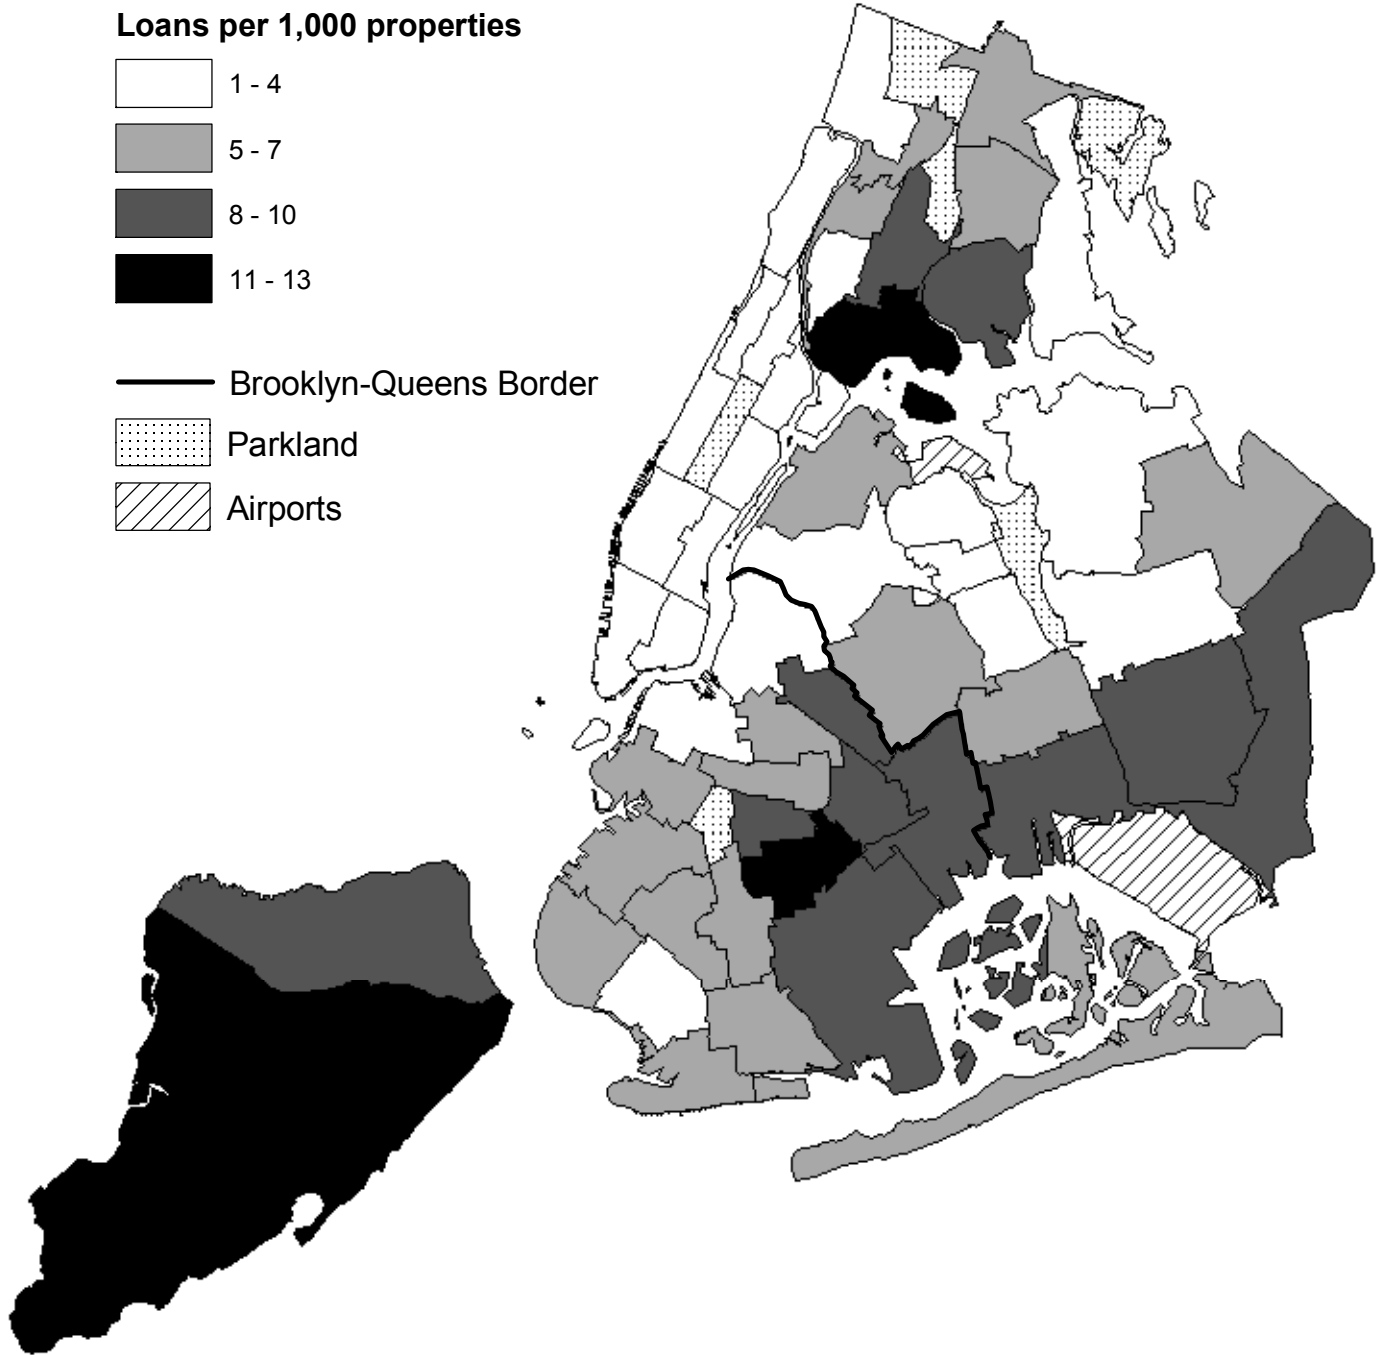 Loans per 1,000 properties
1 - 4
5 - 7
8 - 10
11 - 13
Brooklyn-Queens Border
Parkland
Airports